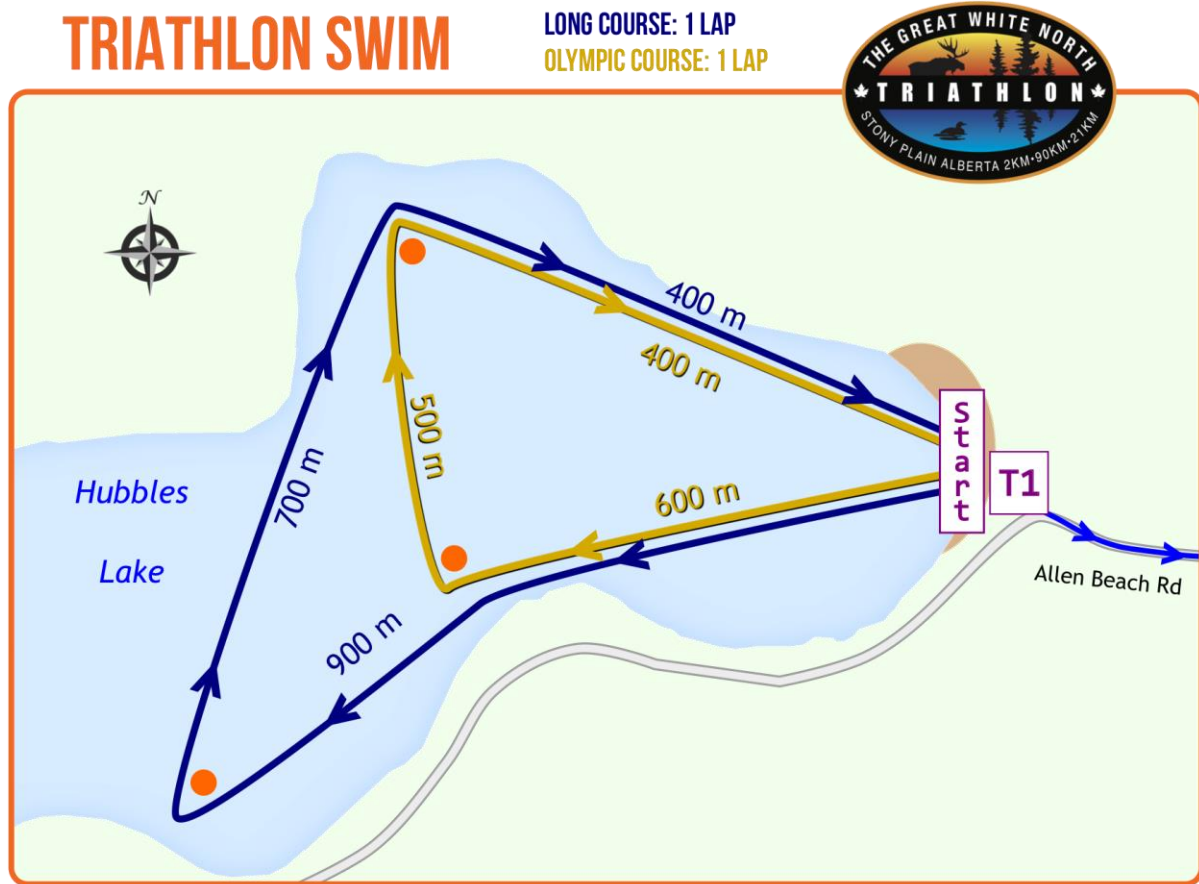 TRIATHLON SWIM
LONG COURSE: 1 LAP
OLYMPIC COURSE: 1 LAP
THE GREAT WHITE NORTH
TRIATHLON
STONY PLAIN ALBERTA 2KM•90KM•21KM
N
400 m
400 m
500 m
700 m
600 m
900 m
Start
T1
Hubbles
Lake
Allen Beach Rd